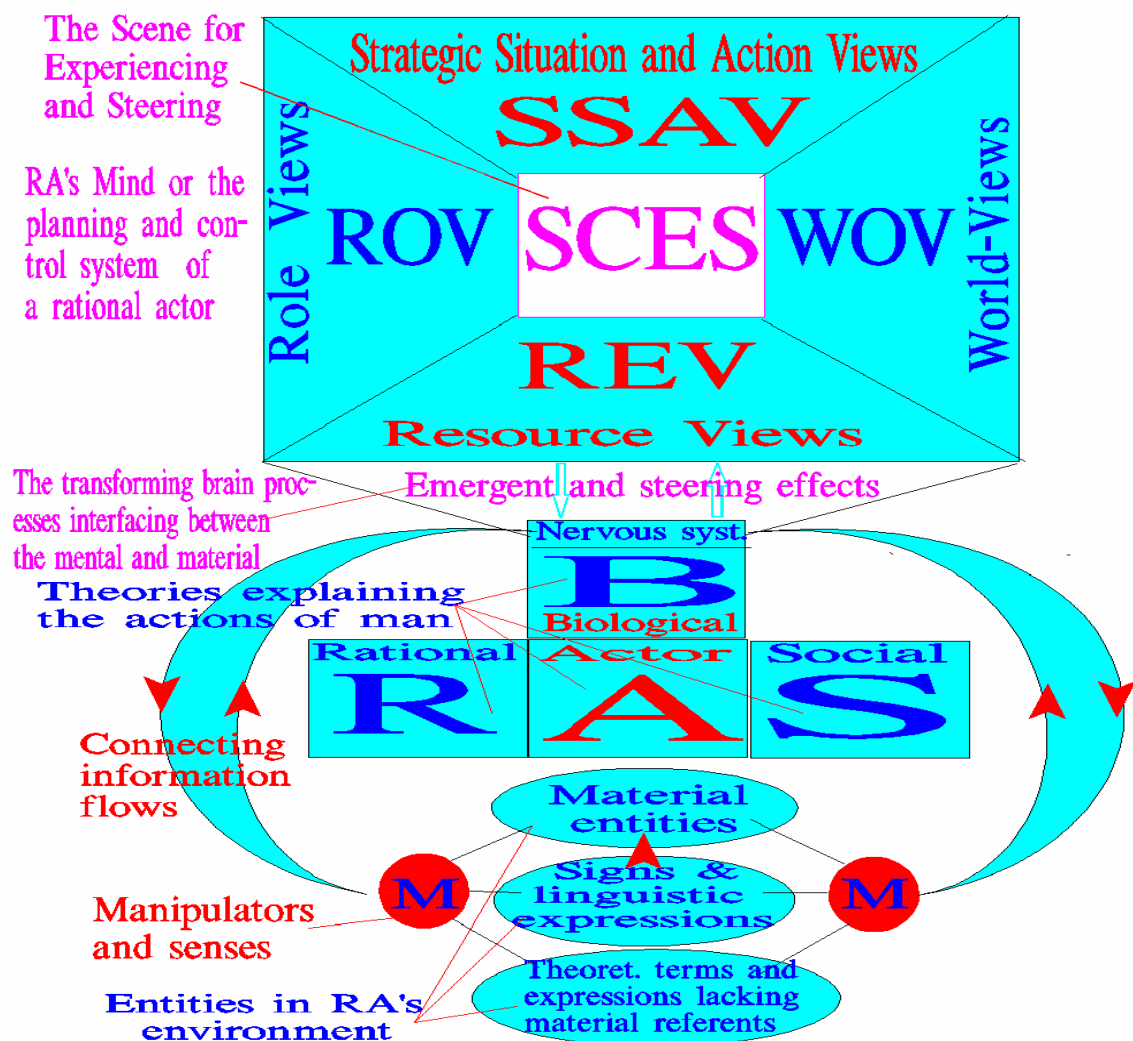 The Scene for
Experiencing
and Steering
Strategic Situation and Action Views
SSAV
RA's Mind or the
planning and con-
trol system of
a rational actor
Role Views
ROV
SCES
WOV
World-Views
REV
Resource Views
The transforming brain proc-
esses interfacing between
the mental and material
Emergent and steering effects
Nervous syst.
B
Biological
Theories explaining
the actions of man
Rational
R
Actor
A
Social
S
Connecting
information
flows
Material
entities
M
Signs &
linguistic
expressions
M
Manipulators
and senses
Theoret. terms and
expressions lacking
material referents
Entities in RA's
environment